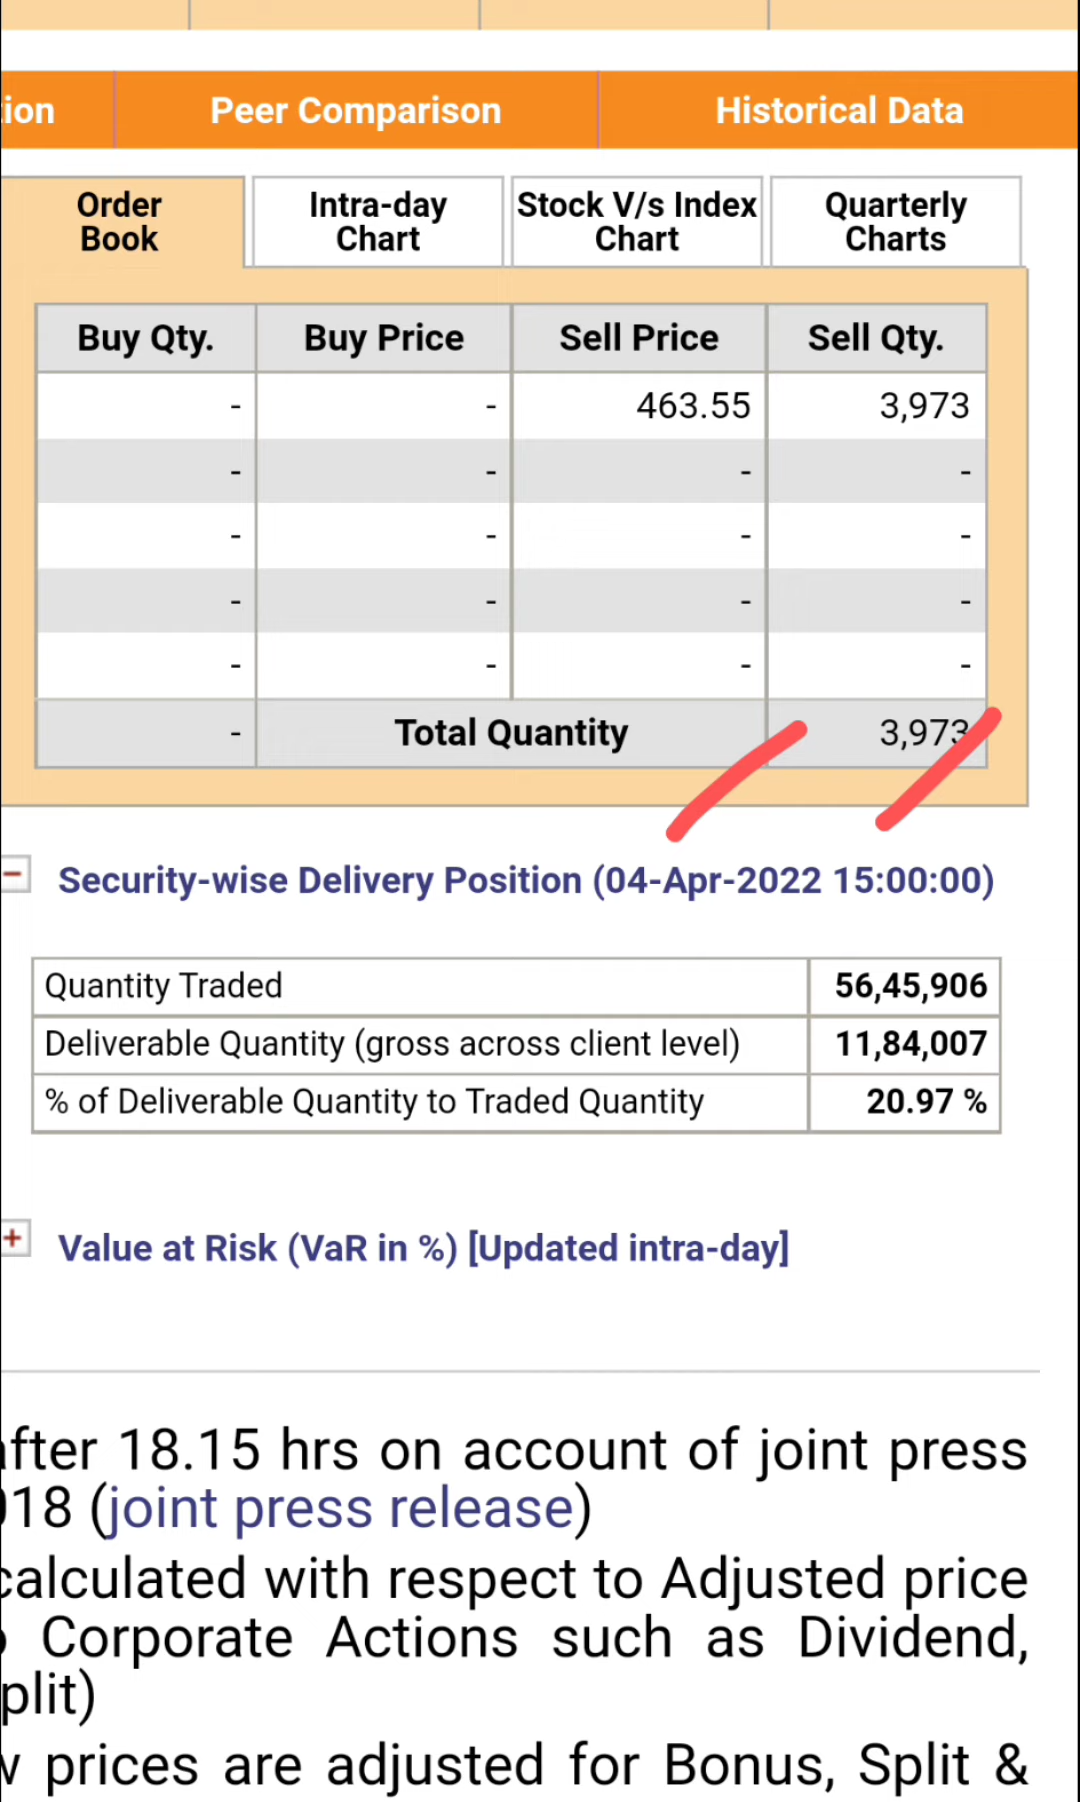 Peer Comparison Historical Data
Order Book Intra-day Chart Stock V/s Index Chart Quarterly Charts
Buy Qty. Buy Price Sell Price Sell Qty.
- - 463.55 3,973
- - - -
- - - -
- - - -
- - - -
- Total Quantity 3,973
Security-wise Delivery Position (04-Apr-2022 15:00:00)
Quantity Traded 56,45,906
Deliverable Quantity (gross across client level) 11,84,007
% of Deliverable Quantity to Traded Quantity 20.97 %
Value at Risk (VaR in %) [Updated intra-day]
after 18.15 hrs on account of joint press
018 (joint press release)
calculated with respect to Adjusted price
Corporate Actions such as Dividend,
plit)
prices are adjusted for Bonus, Split &